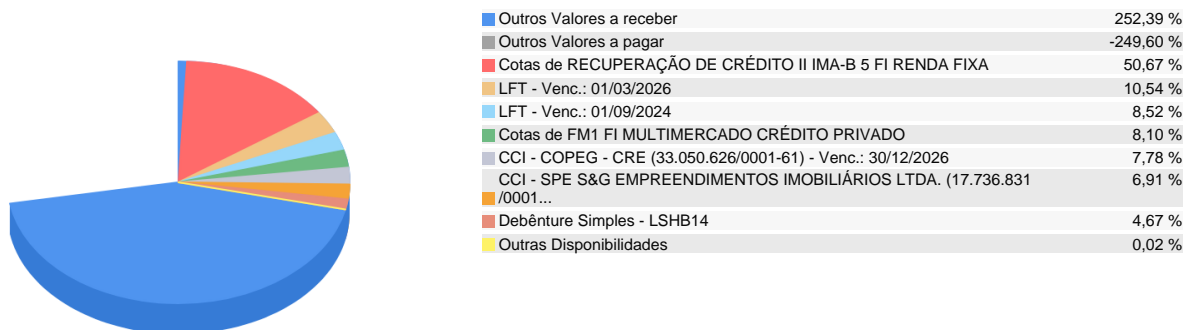 Outros Valores a receber 252,39 %
Outros Valores a pagar -249,60 %
Cotas de RECUPERAÇÃO DE CRÉDITO II IMA-B 5 FI RENDA FIXA 50,67 %
LFT - Venc.: 01/03/2026 10,54 %
LFT - Venc.: 01/09/2024 8,52 %
Cotas de FM1 FI MULTIMERCADO CRÉDITO PRIVADO 8,10 %
CCI - COPEG - CRE (33.050.626/0001-61) - Venc.: 30/12/2026 7,78 %
CCI - SPE S&G EMPREENDIMENTOS IMOBILIÁRIOS LTDA. (17.736.831 6,91 %
/0001...
Debênture Simples - LSHB14 4,67 %
Outras Disponibilidades 0,02 %